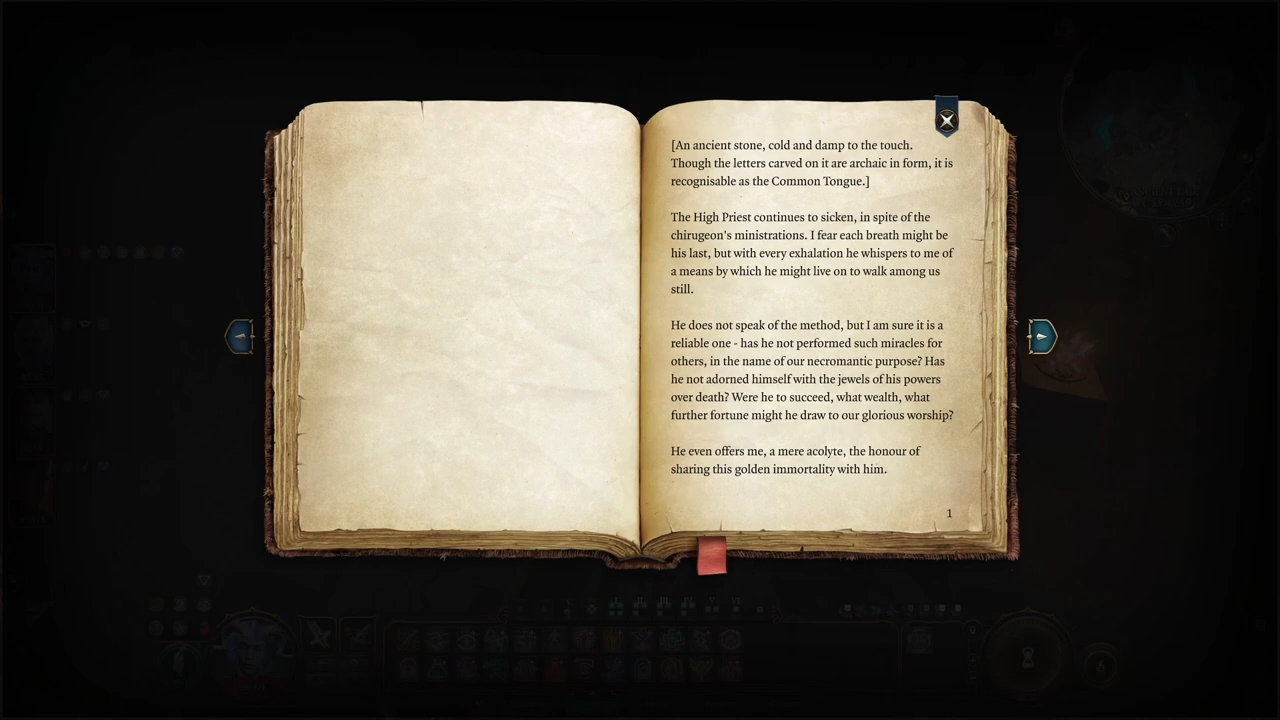 [An ancient stone, cold and damp to the touch.
Though the letters carved on it are archaic in form, it is
recognisable as the Common Tongue.]
The High Priest continues to sicken, in spite of the
chirugeon's ministrations. I fear each breath might be
his last, but with every exhalation he whispers to me of
a means by which he might live on to walk among us
still.
He does not speak of the method, but I am sure it is a
reliable one - has he not performed such miracles for
others, in the name of our necromantic purpose? Has
he not adorned himself with the jewels of his powers
over death? Were he to succeed, what wealth, what
further fortune might he draw to our glorious worship?
He even offers me, a mere acolyte, the honour of
sharing this golden immortality with him.
1